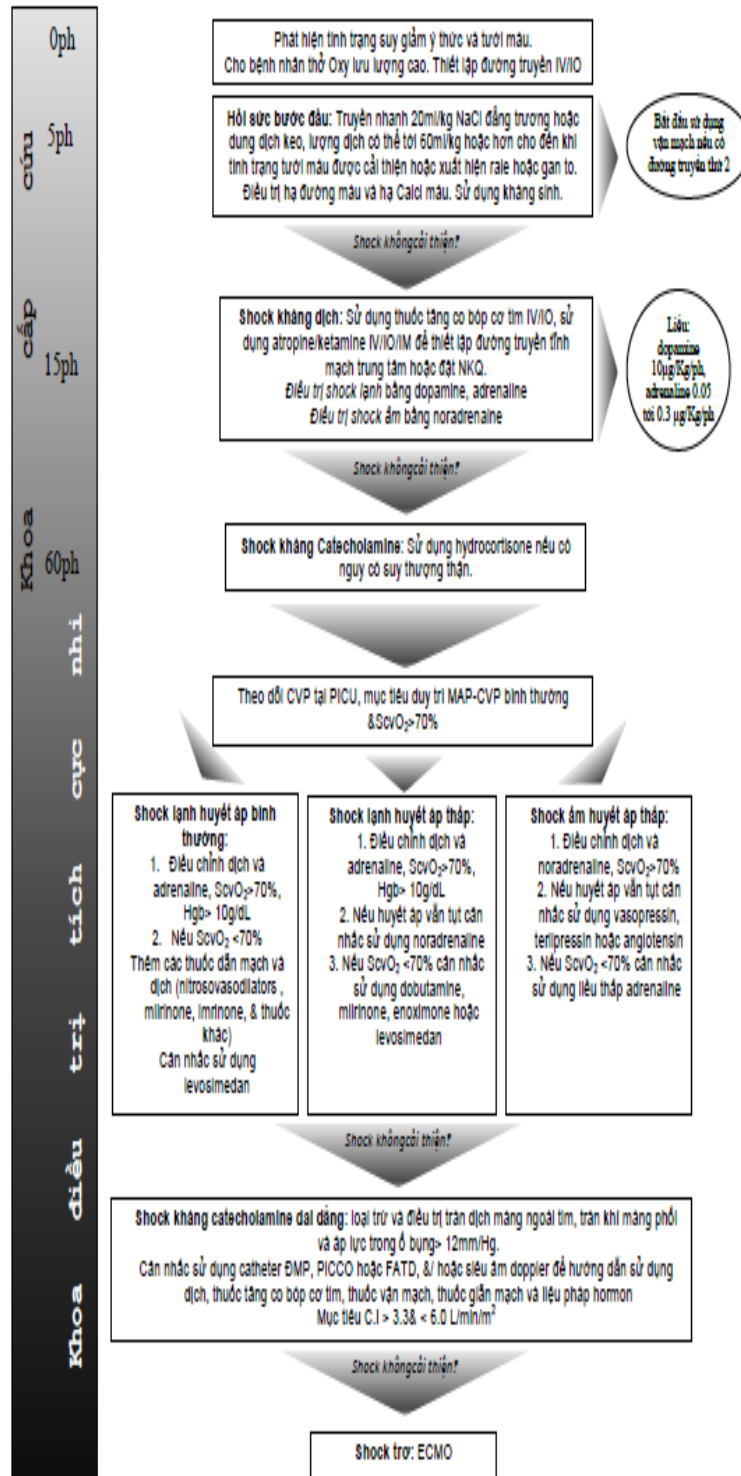 0ph
Phát hiện tình trạng suy giảm ý thức và tưới máu.
Cho bệnh nhân thở Oxy lưu lượng cao. Thiết lập đường truyền IV/IO
5ph
Hồi sức bước đầu: Truyền nhanh 20ml/kg NaCl đẳng trương hoặc
dung dịch keo, lượng dịch có thể tới 60ml/kg hoặc hơn cho đến khi
tình trạng tưới máu được cải thiện hoặc xuất hiện rale hoặc gan to.
Điều trị hạ đường máu và hạ Calci máu. Sử dụng kháng sinh.
Bắt đầu sử dụng
vận mạch nếu có
đường truyền thứ 2
Shock khôngcải thiện?
15ph
Shock kháng dịch: Sử dụng thuốc tăng co bóp cơ tim IV/IO, sử
dụng atropine/ketamine IV/IO/IM để thiết lập đường truyền tĩnh
mạch trung tâm hoặc đặt NKQ.
Điều trị shock lạnh bằng dopamine, adrenaline
Điều trị shock ấm bằng noradrenaine
Liều:
dopamine
10µg/Kg/ph,
adrenaline 0.05
tới 0.3 µg/Kg/ph
Shock khôngcải thiện?
60ph
Shock kháng Catecholamine: Sử dụng hydrocortisone nếu có
nguy có suy thượng thận.
Theo dõi CVP tại PICU, mục tiêu duy trì MAP-CVP bình thường
&ScvO₂>70%
Shock lạnh huyết áp bình
thường:
1. Điều chỉnh dịch và
adrenaline, ScvO₂>70%,
Hgb> 10g/dL
2. Nếu ScvO₂ <70%
Thêm các thuốc dãn mạch và
dịch (nitrosovasodilators ,
milrinone, imrinone, & thuốc
khác)
Cân nhắc sử dụng
levosimedan
Shock lạnh huyết áp thấp:
1. Điều chỉnh dịch và
adrenaline, ScvO₂>70%,
Hgb> 10g/dL
2. Nếu huyết áp vẫn tụt cân
nhắc sử dụng noradrenaline
3. Nếu ScvO₂ <70% cân nhắc
sử dụng dobutamine,
milrinone, enoximone hoặc
levosimedan
Shock ấm huyết áp thấp:
1. Điều chỉnh dịch và
noradrenaline, ScvO₂>70%
2. Nếu huyết áp vẫn tụt cân
nhắc sử dụng vasopressin,
terlipressin hoặc angiotensin
3. Nếu ScvO₂ <70% cân nhắc
sử dụng liều thấp adrenaline
Shock khôngcải thiện?
Shock kháng catecholamine dai dẳng: loại trừ và điều trị tràn dịch màng ngoài tim, tràn khí màng phổi
và áp lực trong ổ bụng> 12mm/Hg.
Cân nhắc sử dụng catheter ĐMP, PICCO hoặc FATD, &/ hoặc siêu âm doppler để hướng dẫn sử dụng
dịch, thuốc tăng co bóp cơ tim, thuốc vận mạch, thuốc giãn mạch và liệu pháp hormon
Mục tiêu C.I > 3.3& < 6.0 L/min/m²
Shock khôngcải thiện?
Shock trơ: ECMO
Khoa cấp cứu
Khoa điều trị tích cực nhi